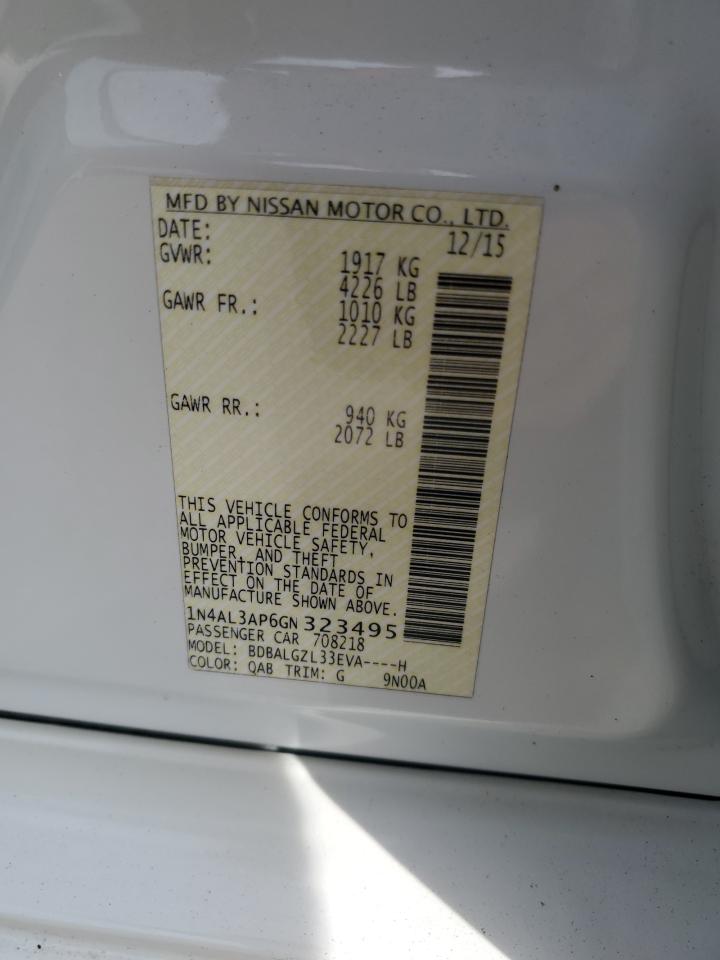 MFD BY NISSAN MOTOR CO., LTD.
DATE: 12/15
GVWR: 1917 KG
4226 LB
GAWR FR.: 1010 KG
2227 LB
GAWR RR.: 940 KG
2072 LB
THIS VEHICLE CONFORMS TO
ALL APPLICABLE FEDERAL
MOTOR VEHICLE SAFETY,
BUMPER, AND THEFT
PREVENTION STANDARDS IN
EFFECT ON THE DATE OF
MANUFACTURE SHOWN ABOVE.
1N4AL3AP6GN 323495
PASSENGER CAR 708218
MODEL: BDBALGZL33EVA----H
COLOR: QAB TRIM: G 9N00A